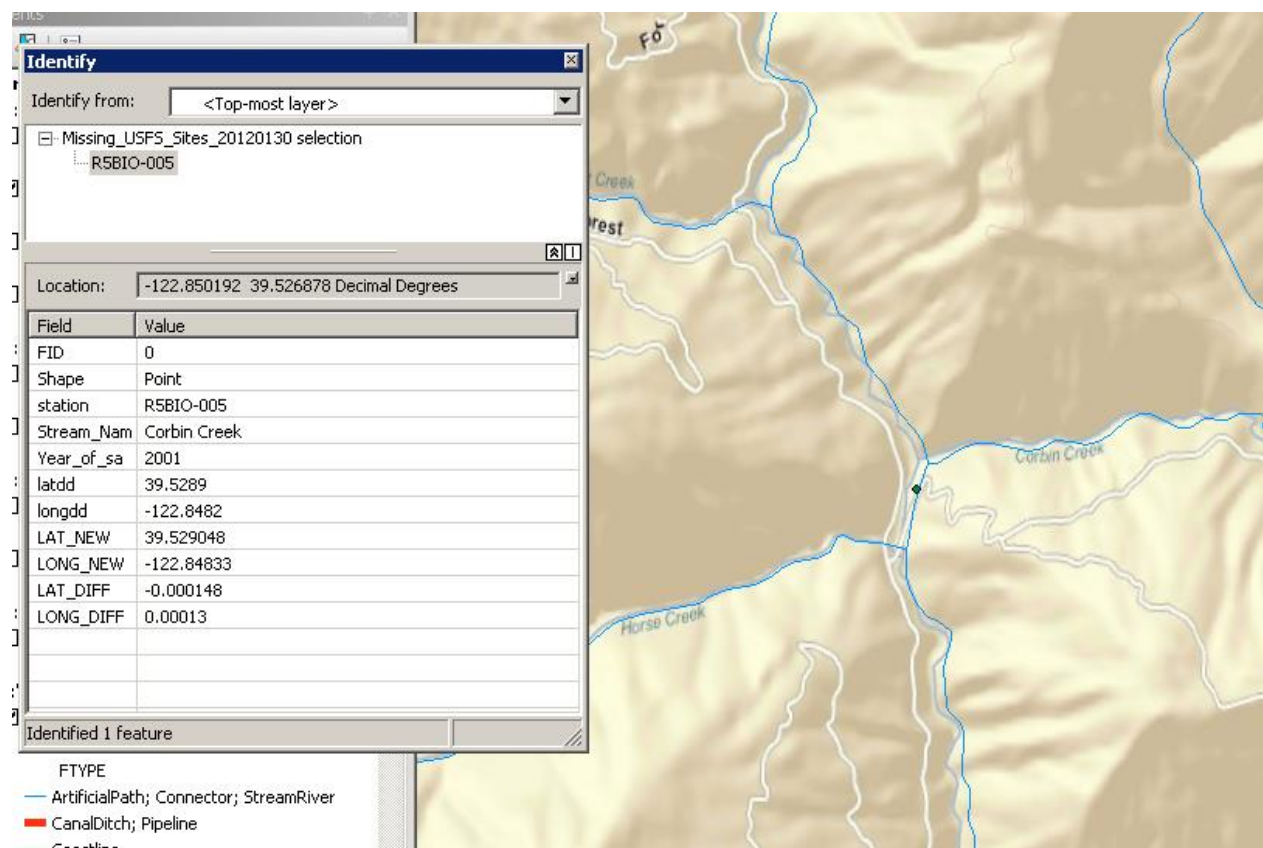 Identify
Identify from: <Top-most layer>
Missing_USFS_Sites_20120130 selection
R5BIO-005
Location: -122.850192 39.526878 Decimal Degrees
Field Value
FID 0
Shape Point
station R5BIO-005
Stream_Nam Corbin Creek
Year_of_sa 2001
latdd 39.5289
longdd -122.8482
LAT_NEW 39.529048
LONG_NEW -122.84833
LAT_DIFF -0.000148
LONG_DIFF 0.00013
Identified 1 feature
FTYPE
ArtificialPath; Connector; StreamRiver
CanalDitch; Pipeline
Coastline
For
Creek
rest
Corbin Creek
Horse Creek